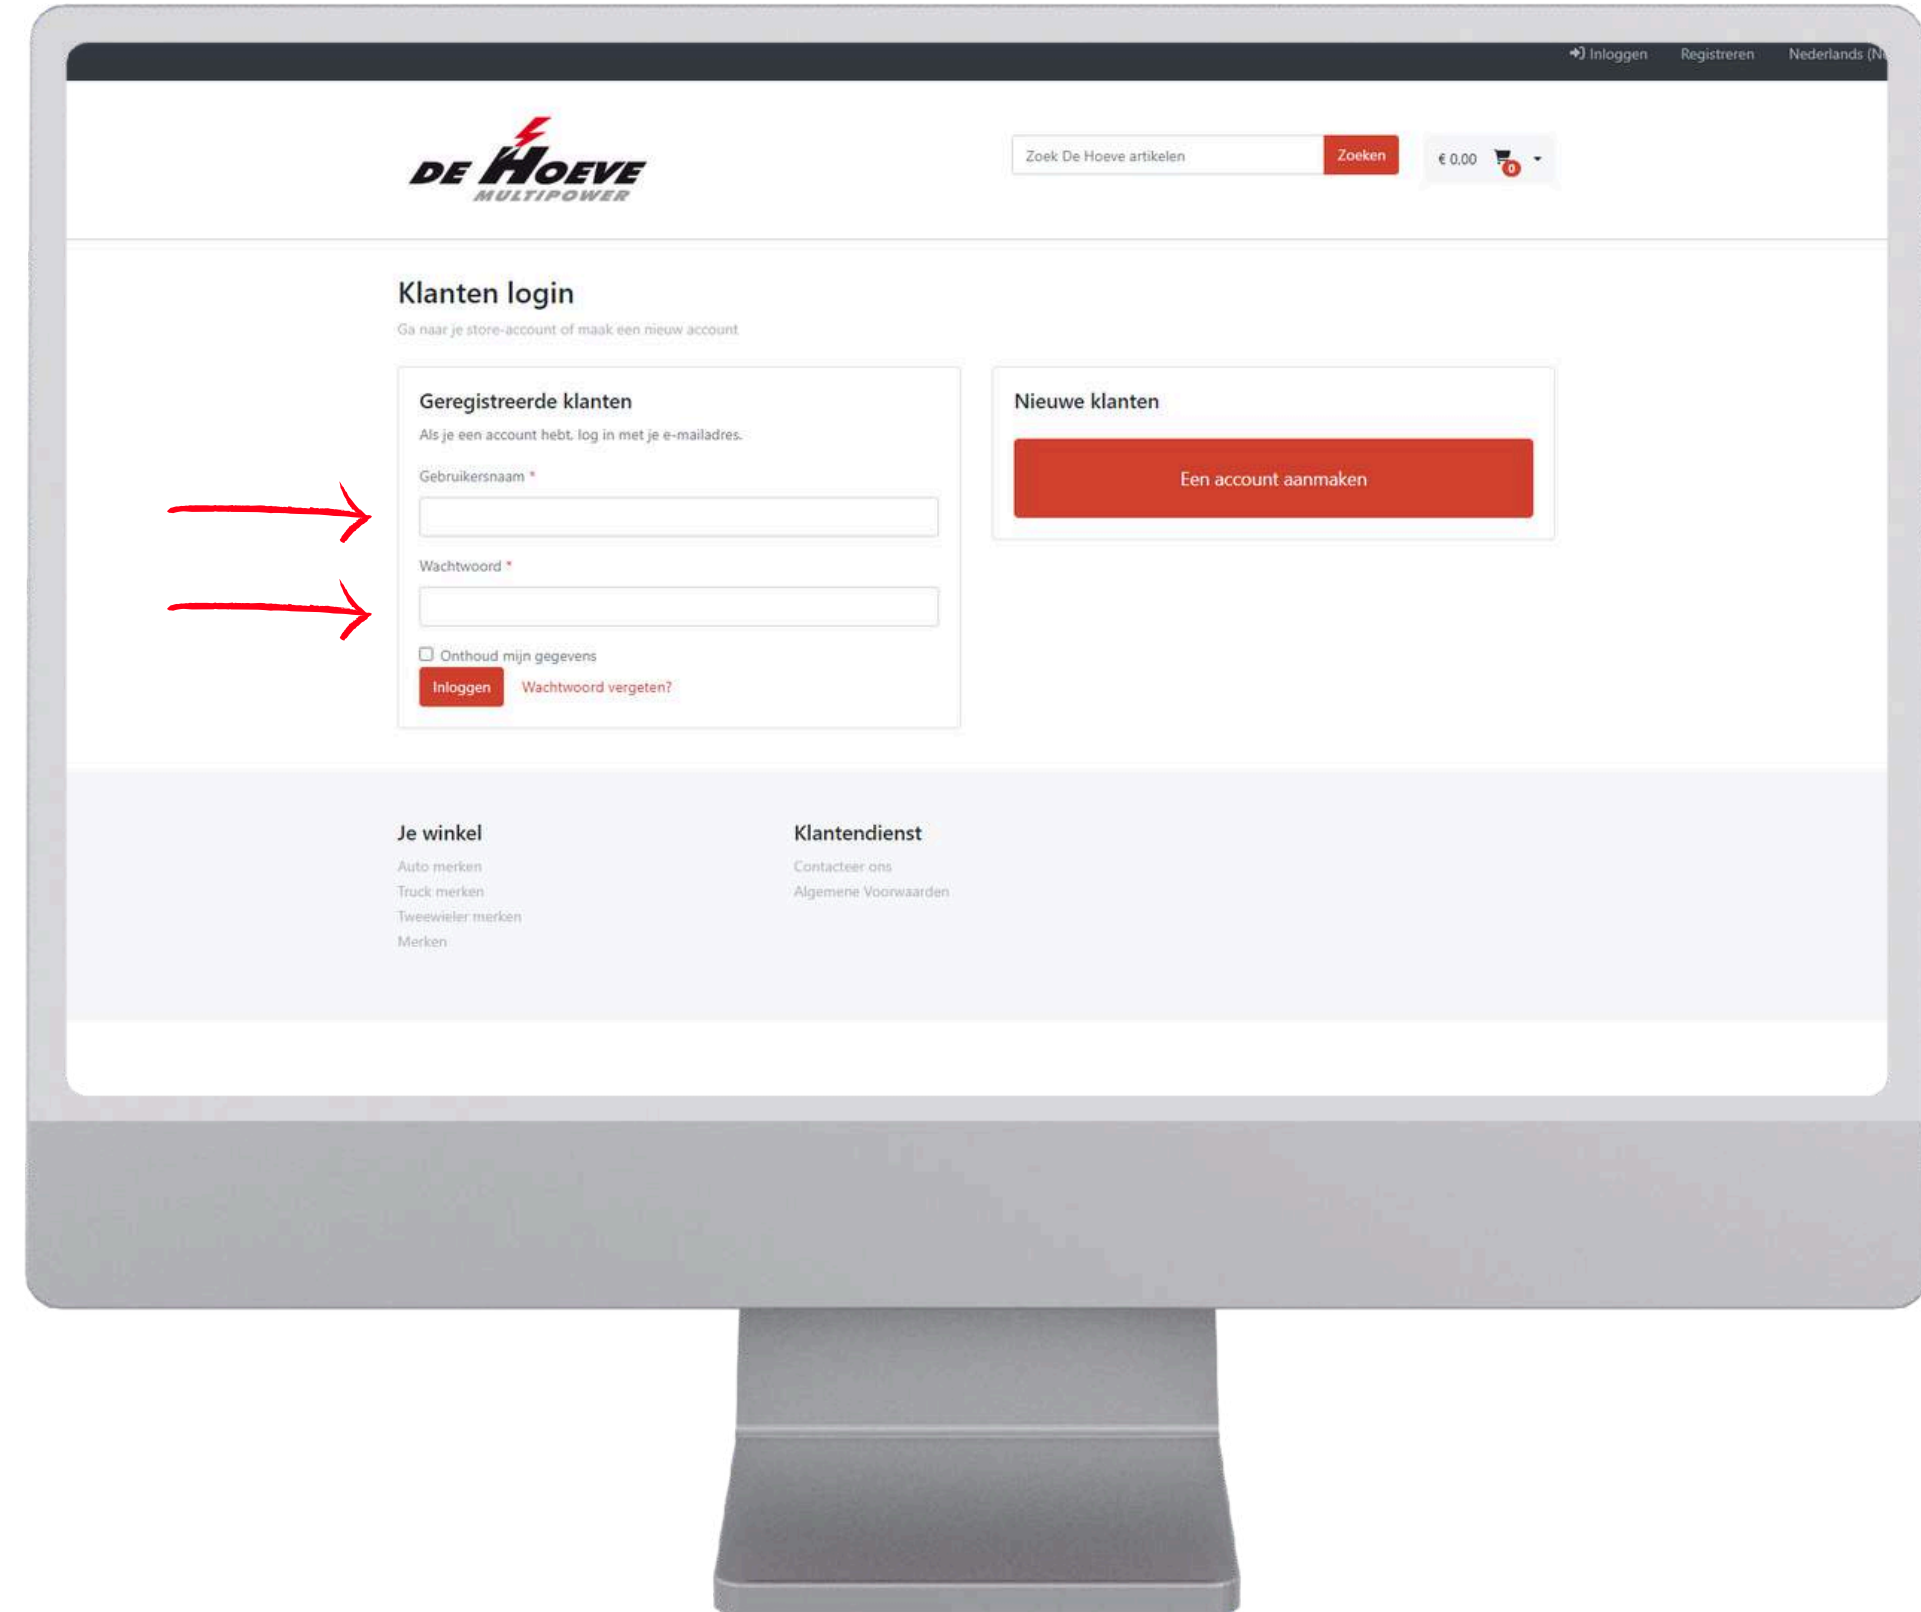 Inloggen Registreren Nederlands
DE HOEVE
MULTIPOWER
Zoek De Hoeve artikelen Zoeken € 0,00 0
Klanten login
Ga naar je store-account of maak een nieuw account
Geregistreerde klanten
Als je een account hebt, log in met je e-mailadres.
Gebruikersnaam *
Wachtwoord *
Onthoud mijn gegevens
Inloggen Wachtwoord vergeten?
Nieuwe klanten
Een account aanmaken
Je winkel
Auto merken
Truck merken
Tweewieler merken
Merken
Klantendienst
Contacteer ons
Algemene Voorwaarden